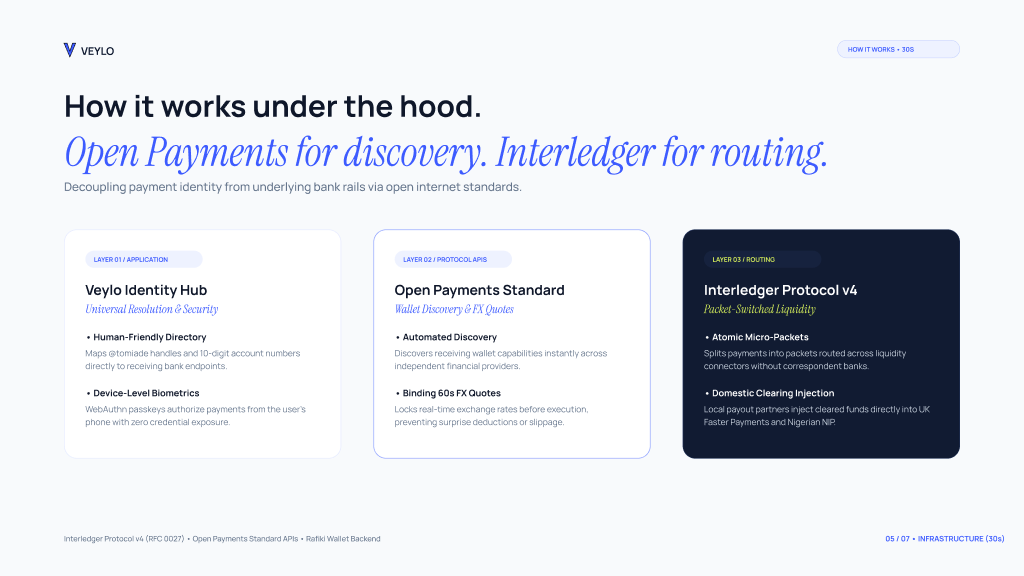 VEYLO
HOW IT WORKS • 30S
How it works under the hood.
Open Payments for discovery. Interledger for routing.
Decoupling payment identity from underlying bank rails via open internet standards.
LAYER 01 / APPLICATION
Veylo Identity Hub
Universal Resolution & Security
• Human-Friendly Directory
Maps @tomiade handles and 10-digit account numbers
directly to receiving bank endpoints.
• Device-Level Biometrics
WebAuthn passkeys authorize payments from the user's
phone with zero credential exposure.
LAYER 02 / PROTOCOL APIS
Open Payments Standard
Wallet Discovery & FX Quotes
• Automated Discovery
Discovers receiving wallet capabilities instantly across
independent financial providers.
• Binding 60s FX Quotes
Locks real-time exchange rates before execution,
preventing surprise deductions or slippage.
LAYER 03 / ROUTING
Interledger Protocol v4
Packet-Switched Liquidity
• Atomic Micro-Packets
Splits payments into packets routed across liquidity
connectors without correspondent banks.
• Domestic Clearing Injection
Local payout partners inject cleared funds directly into UK
Faster Payments and Nigerian NIP.
Interledger Protocol v4 (RFC 0027) • Open Payments Standard APIs • Rafiki Wallet Backend
05 / 07 • INFRASTRUCTURE (30s)